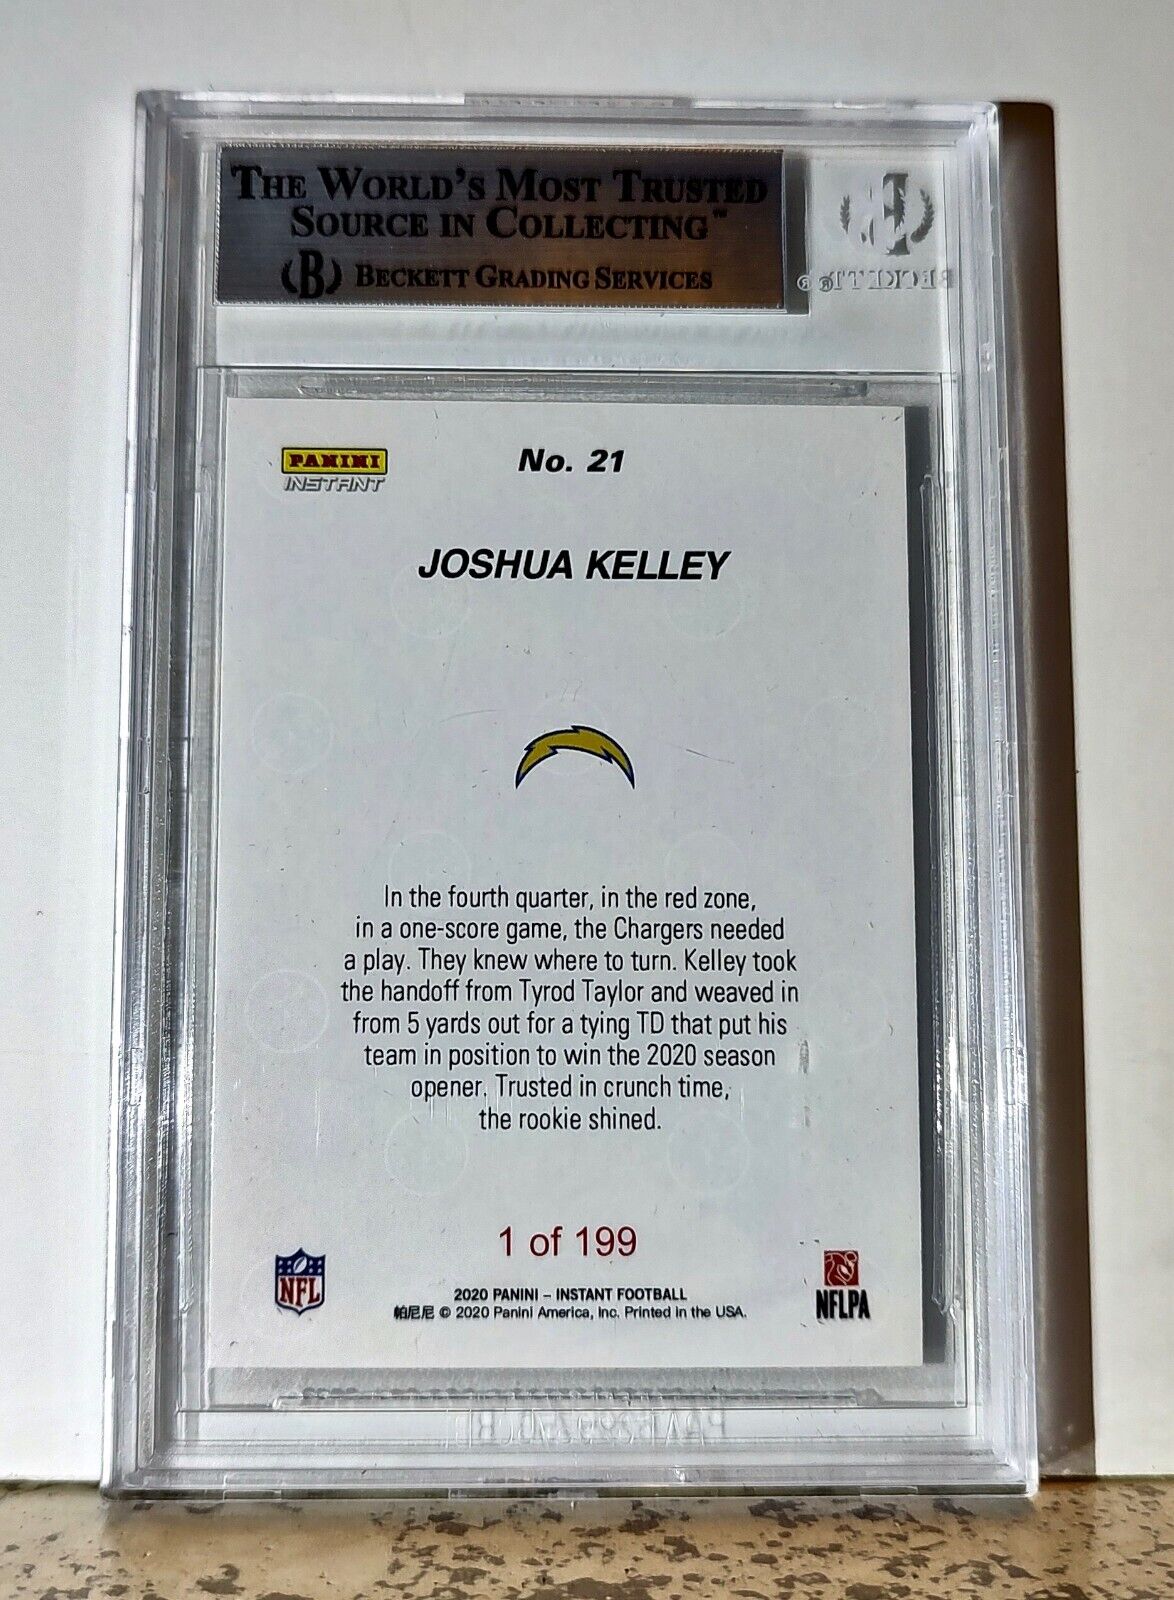 THE WORLD'S MOST TRUSTED
SOURCE IN COLLECTING™
(B) BECKETT GRADING SERVICES
BECKETT ®
PANINI
INSTANT
No. 21
JOSHUA KELLEY
In the fourth quarter, in the red zone,
in a one-score game, the Chargers needed
a play. They knew where to turn. Kelley took
the handoff from Tyrod Taylor and weaved in
from 5 yards out for a tying TD that put his
team in position to win the 2020 season
opener. Trusted in crunch time,
the rookie shined.
1 of 199
NFL
2020 PANINI – INSTANT FOOTBALL
帕尼尼 © 2020 Panini America, Inc. Printed in the USA.
NFLPA